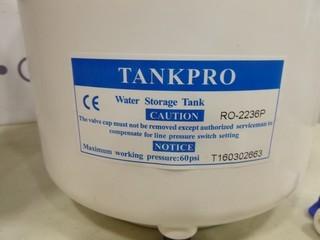 TANKPRO
CE Water Storage Tank
CAUTION RO-2236P
The valve cap must not be removed except authorized serviceman to
compensate for line pressure switch setting
NOTICE
Maximum working pressure:60psi T160302663